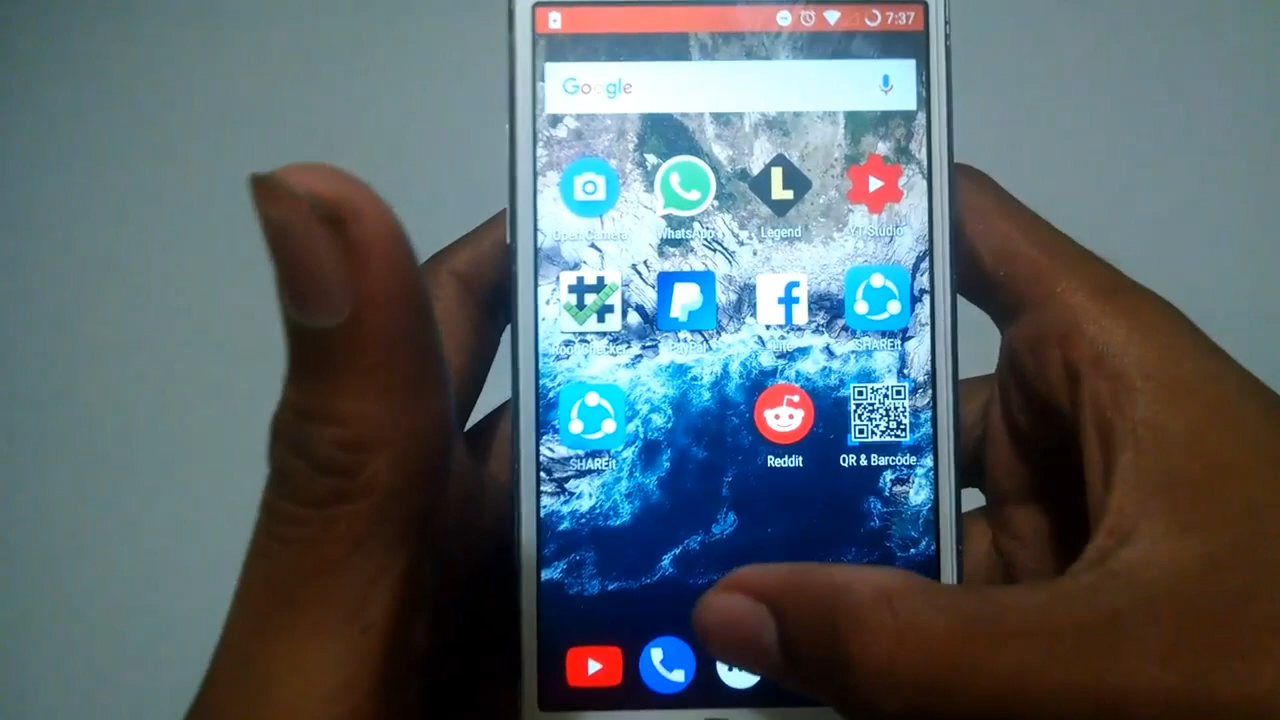 7:37
Google
Open Camera WhatsApp Legend YT Studio
L
Root Checker PayPal Lite SHAREit
SHAREit Reddit QR & Barcode..